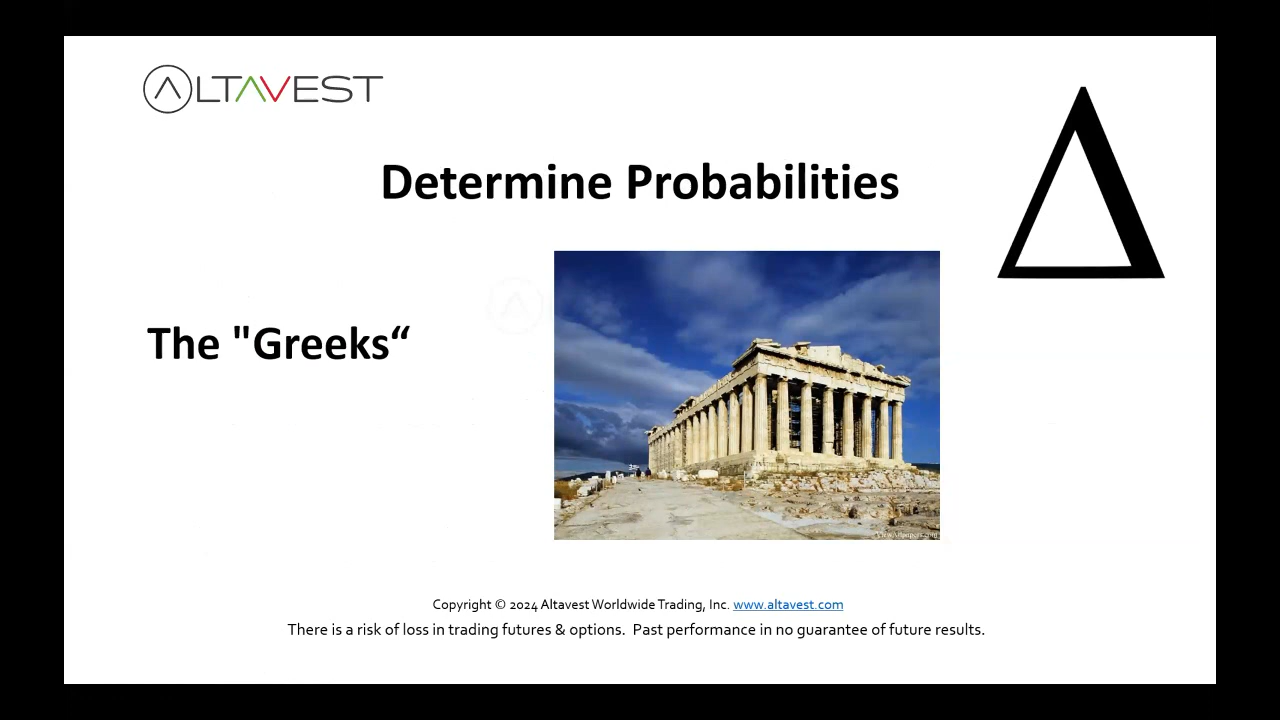 ALTAVEST
Δ
Determine Probabilities
The "Greeks“
Copyright © 2024 Altavest Worldwide Trading, Inc. www.altavest.com
There is a risk of loss in trading futures & options.  Past performance in no guarantee of future results.